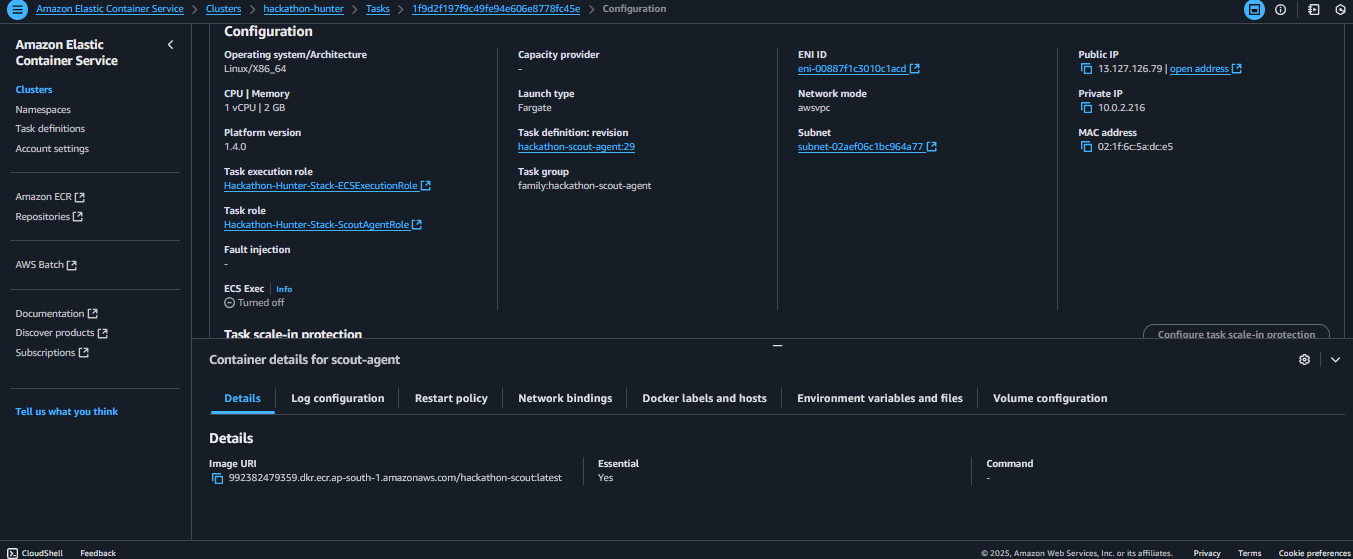 Amazon Elastic Container Service > Clusters > hackathon-hunter > Tasks > 1f9d2f197f9c49fe94e606e8778fc45e > Configuration
Amazon Elastic
Container Service
Clusters
Namespaces
Task definitions
Account settings
Amazon ECR
Repositories
AWS Batch
Documentation
Discover products
Subscriptions
Tell us what you think
Configuration
Operating system/Architecture
Linux/X86_64
CPU | Memory
1 vCPU | 2 GB
Platform version
1.4.0
Task execution role
Hackathon-Hunter-Stack-ECSExecutionRole
Task role
Hackathon-Hunter-Stack-ScoutAgentRole
Fault injection
-
ECS Exec | Info
Turned off
Capacity provider
-
Launch type
Fargate
Task definition: revision
hackathon-scout-agent:29
Task group
family:hackathon-scout-agent
ENI ID
eni-00887f1c3010c1acd
Network mode
awsvpc
Subnet
subnet-02aef06c1bc964a77
Public IP
13.127.126.79 | open address
Private IP
10.0.2.216
MAC address
02:1f:6c:5a:dc:e5
Task scale-in protection
Configure task scale-in protection
Container details for scout-agent
Details Log configuration Restart policy Network bindings Docker labels and hosts Environment variables and files Volume configuration
Details
Image URI
992382479359.dkr.ecr.ap-south-1.amazonaws.com/hackathon-scout:latest
Essential
Yes
Command
-
CloudShell Feedback © 2025, Amazon Web Services, Inc. or its affiliates. Privacy Terms Cookie preferences